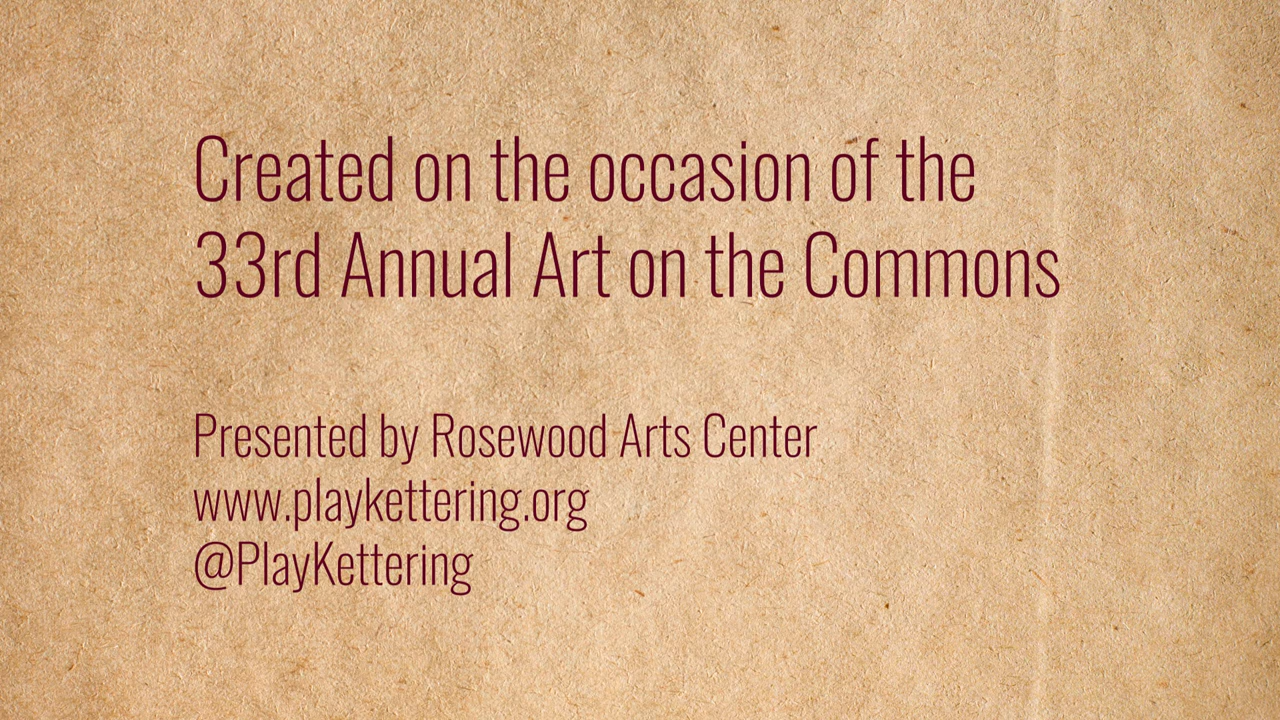 Created on the occasion of the
33rd Annual Art on the Commons
Presented by Rosewood Arts Center
www.playkettering.org
@PlayKettering